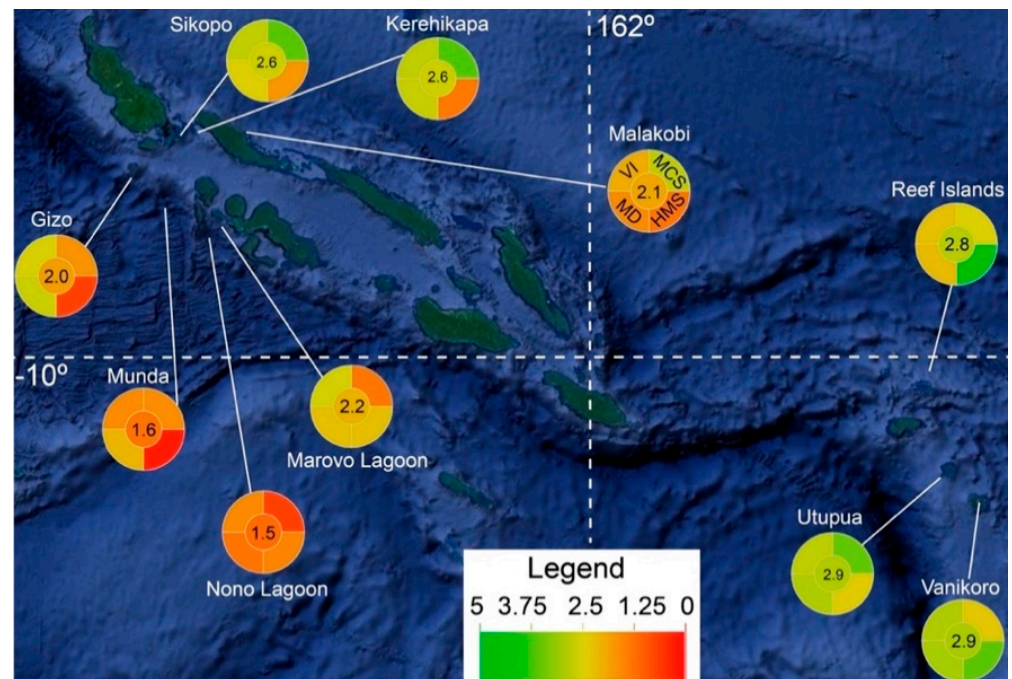 Sikopo
2.6
Kerehikapa
2.6
162º
Malakobi
VI
MCS
2.1
MD
HMS
Reef Islands
2.8
Gizo
2.0
-10º
Munda
1.6
2.2
Marovo Lagoon
1.5
Nono Lagoon
Utupua
2.9
Vanikoro
2.9
Legend
5 3.75 2.5 1.25 0